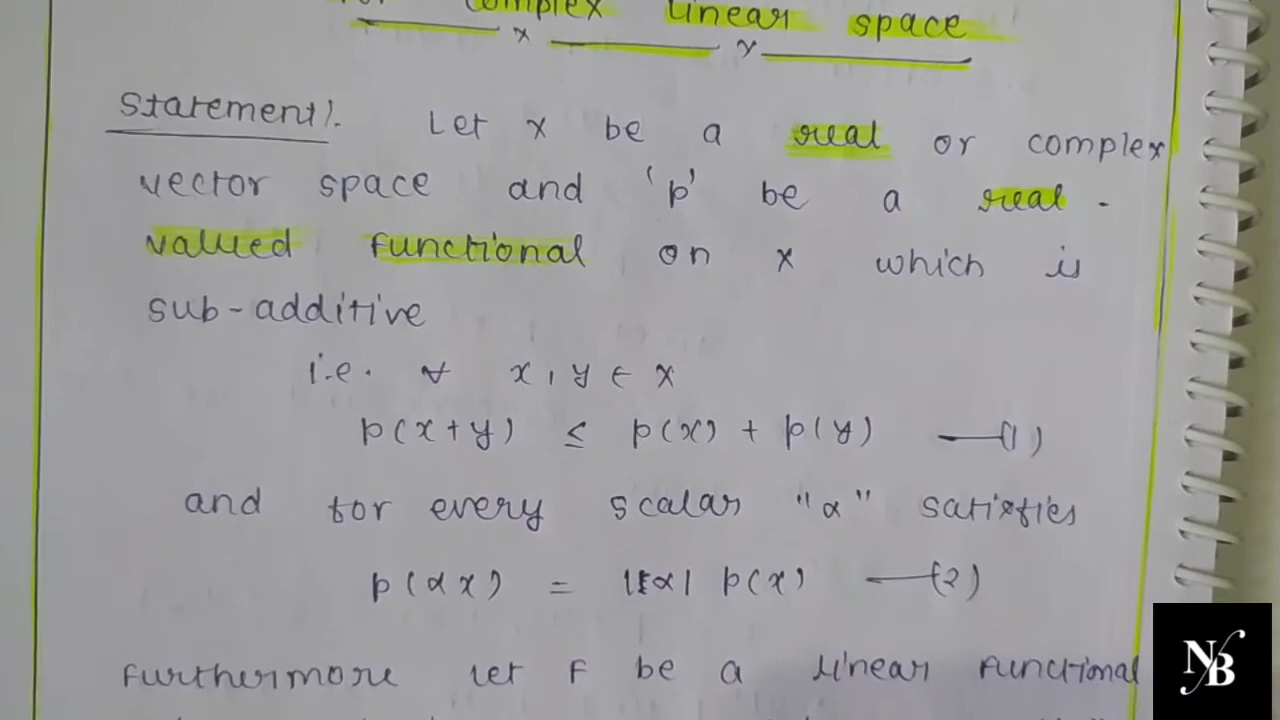 for complex linear space
Statement). Let x be a real or complex
vector space and 'p' be a real-
valued functional on x which is
sub-additive
i.e. ∀ x, y ∈ x
p(x+y) ≤ p(x) + p(y) —(1)
and for every scalar "α" satisfies
p(αx) = |α| p(x) —(2)
Furthermore let F be a linear functional
NB